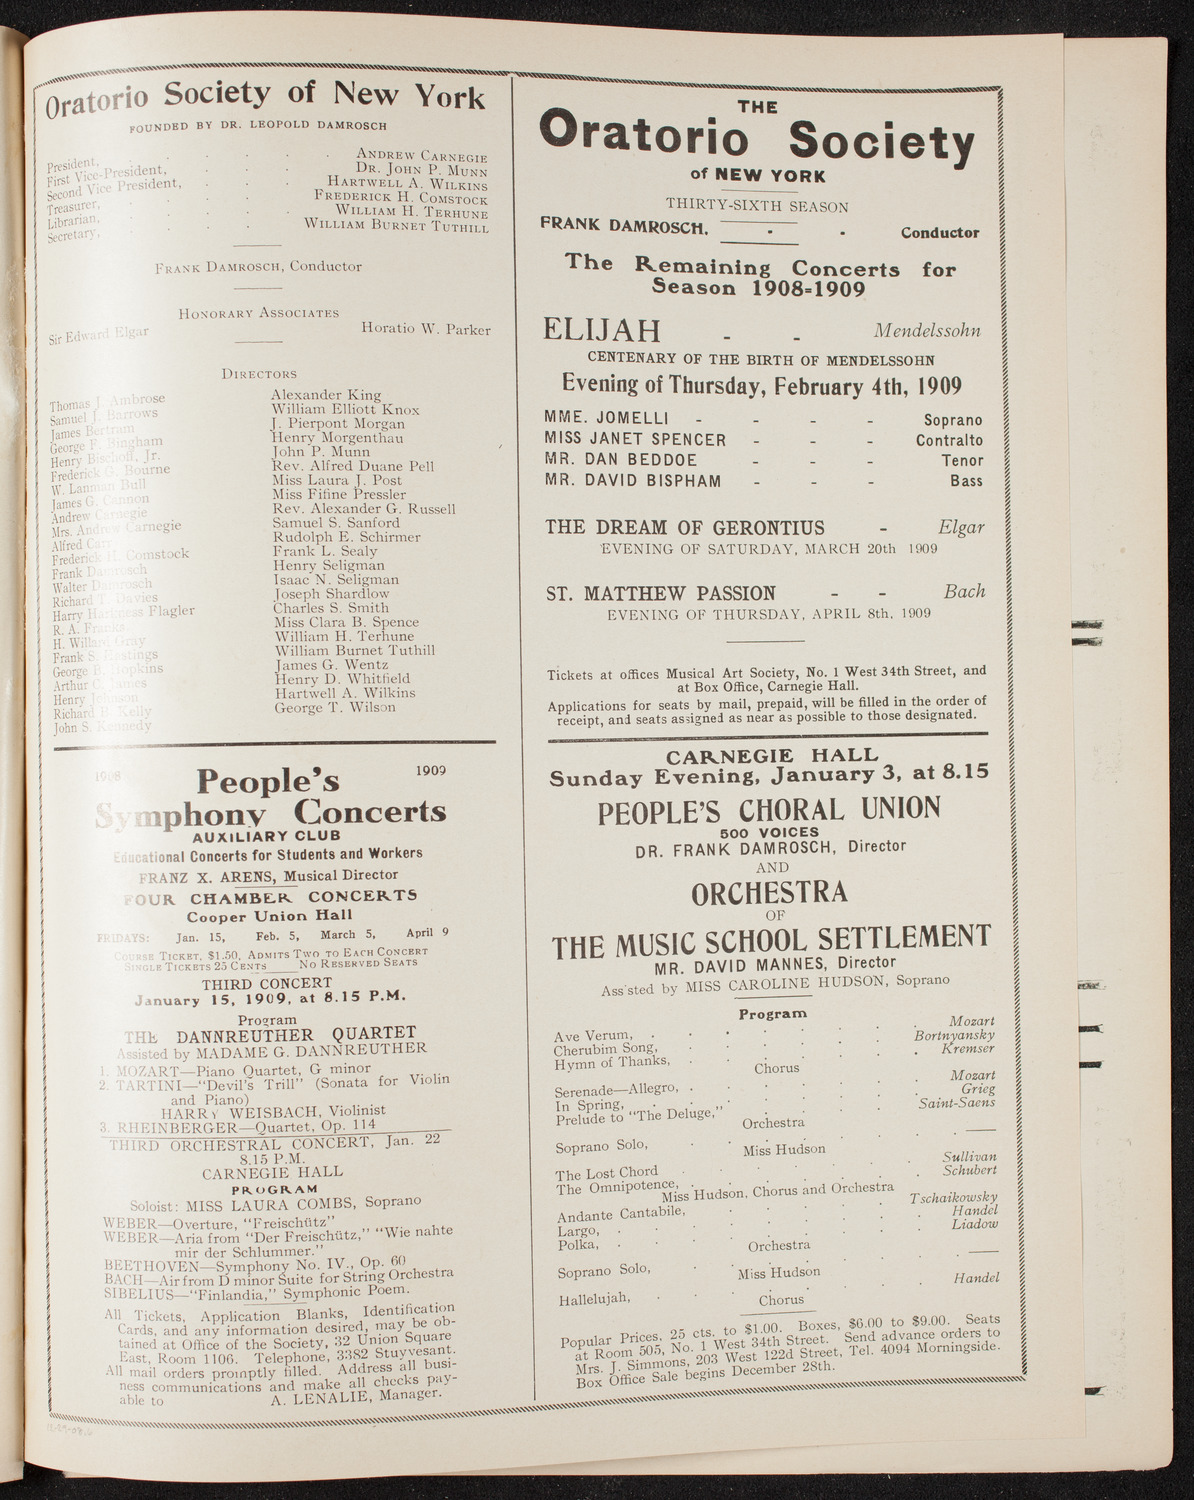 Oratorio Society of New York
FOUNDED BY DR. LEOPOLD DAMROSCH
President, . . . . . ANDREW CARNEGIE
First Vice-President, . . . DR. JOHN P. MUNN
Second Vice President, . . . HARTWELL A. WILKINS
Treasurer, . . . . FREDERICK H. COMSTOCK
Librarian, . . . . . WILLIAM H. TERHUNE
Secretary, . . . . WILLIAM BURNET TUTHILL
FRANK DAMROSCH, Conductor
HONORARY ASSOCIATES
Sir Edward Elgar Horatio W. Parker
DIRECTORS
Thomas J. Ambrose
Samuel J. Barrows
James Bertram
George F. Bingham
Henry Bischoff, Jr.
Frederick G. Bourne
W. Lanman Bull
James G. Cannon
Andrew Carnegie
Mrs. Andrew Carnegie
Alfred Cary
Frederick H. Comstock
Frank Damrosch
Walter Damrosch
Richard T. Davies
Harry Harkness Flagler
R. A. Franks
H. Willard Gray
Frank S. Hastings
George B. Hopkins
Arthur C. James
Henry Johnson
Richard B. Kelly
John S. Kennedy
Alexander King
William Elliott Knox
J. Pierpont Morgan
Henry Morgenthau
John P. Munn
Rev. Alfred Duane Pell
Miss Laura J. Post
Miss Fifine Pressler
Rev. Alexander G. Russell
Samuel S. Sanford
Rudolph E. Schirmer
Frank L. Sealy
Henry Seligman
Isaac N. Seligman
Joseph Shardlow
Charles S. Smith
Miss Clara B. Spence
William H. Terhune
William Burnet Tuthill
James G. Wentz
Henry D. Whitfield
Hartwell A. Wilkins
George T. Wilson
1908 People's 1909
Symphony Concerts
AUXILIARY CLUB
Educational Concerts for Students and Workers
FRANZ X. ARENS, Musical Director
FOUR CHAMBER CONCERTS
Cooper Union Hall
FRIDAYS: Jan. 15, Feb. 5, March 5, April 9
COURSE TICKET, $1.50, ADMITS TWO TO EACH CONCERT
SINGLE TICKETS 25 CENTS NO RESERVED SEATS
THIRD CONCERT
January 15, 1909, at 8.15 P.M.
Program
THE DANNREUTHER QUARTET
Assisted by MADAME G. DANNREUTHER
1. MOZART—Piano Quartet, G minor
2. TARTINI—"Devil's Trill" (Sonata for Violin
and Piano)
HARRY WEISBACH, Violinist
3. RHEINBERGER—Quartet, Op. 114
THIRD ORCHESTRAL CONCERT, Jan. 22
8.15 P.M.
CARNEGIE HALL
PROGRAM
Soloist: MISS LAURA COMBS, Soprano
WEBER—Overture, "Freischütz"
WEBER—Aria from "Der Freischütz," "Wie nahte
mir der Schlummer."
BEETHOVEN—Symphony No. IV., Op. 60
BACH—Air from D minor Suite for String Orchestra
SIBELIUS—"Finlandia," Symphonic Poem.
All Tickets, Application Blanks, Identification
Cards, and any information desired, may be ob-
tained at Office of the Society, 32 Union Square
East, Room 1106. Telephone, 3382 Stuyvesant.
All mail orders promptly filled. Address all busi-
ness communications and make all checks pay-
able to A. LENALIE, Manager.
THE
Oratorio Society
of NEW YORK
THIRTY-SIXTH SEASON
FRANK DAMROSCH, - - Conductor
The Remaining Concerts for
Season 1908=1909
ELIJAH - - Mendelssohn
CENTENARY OF THE BIRTH OF MENDELSSOHN
Evening of Thursday, February 4th, 1909
MME. JOMELLI - - - - Soprano
MISS JANET SPENCER - - - Contralto
MR. DAN BEDDOE - - - Tenor
MR. DAVID BISPHAM - - - Bass
THE DREAM OF GERONTIUS - Elgar
EVENING OF SATURDAY, MARCH 20th 1909
ST. MATTHEW PASSION - - Bach
EVENING OF THURSDAY, APRIL 8th, 1909
Tickets at offices Musical Art Society, No. 1 West 34th Street, and
at Box Office, Carnegie Hall.
Applications for seats by mail, prepaid, will be filled in the order of
receipt, and seats assigned as near as possible to those designated.
CARNEGIE HALL
Sunday Evening, January 3, at 8.15
PEOPLE'S CHORAL UNION
500 VOICES
DR. FRANK DAMROSCH, Director
AND
ORCHESTRA
OF
THE MUSIC SCHOOL SETTLEMENT
MR. DAVID MANNES, Director
Ass'sted by MISS CAROLINE HUDSON, Soprano
Program
Ave Verum, . . . . . . . Mozart
Cherubim Song, . . . . . Bortnyansky
Hymn of Thanks, . . . . . . Kremser
Chorus
Serenade—Allegro, . . . . . . Mozart
In Spring, . . . . . . . Grieg
Prelude to "The Deluge," . . . . Saint-Saens
Orchestra
Soprano Solo, . . . . . . . ——
Miss Hudson
The Lost Chord . . . . . . Sullivan
The Omnipotence, . . . . . . Schubert
Miss Hudson, Chorus and Orchestra
Andante Cantabile, . . . . Tschaikowsky
Largo, . . . . . . . Handel
Polka, . . . . . . . Liadow
Orchestra
Soprano Solo, . . . . . . . ——
Miss Hudson
Hallelujah, . . . . . . . Handel
Chorus
Popular Prices, 25 cts. to $1.00. Boxes, $6.00 to $9.00. Seats
at Room 505, No. 1 West 34th Street. Send advance orders to
Mrs. J. Simmons, 203 West 122d Street, Tel. 4094 Morningside.
Box Office Sale begins December 28th.
12-29-08.6